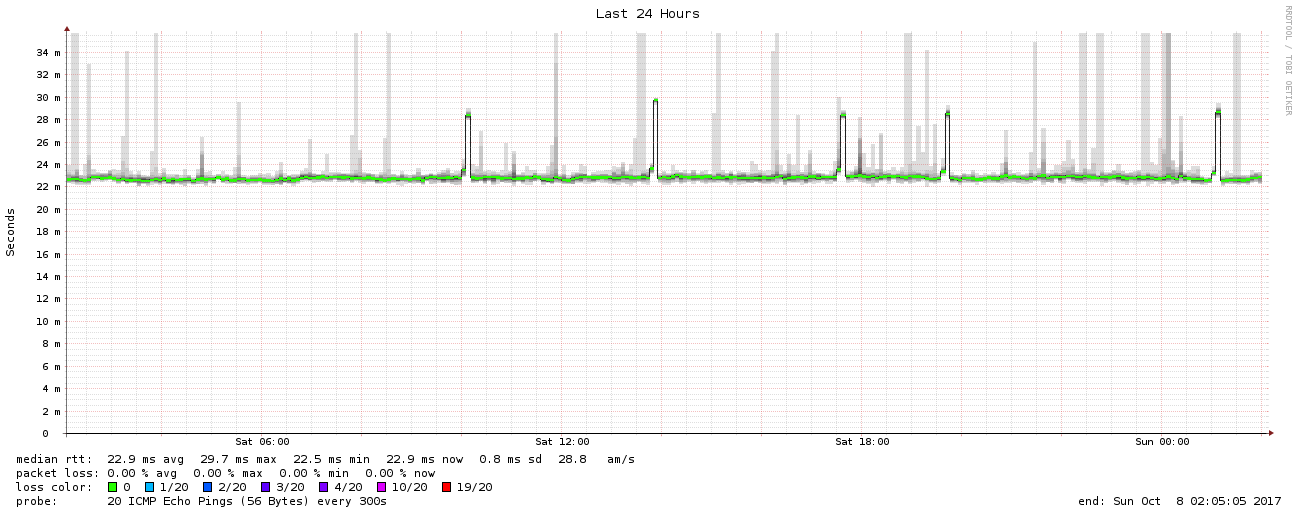 Last 24 Hours
RRDTOOL / TOBI OETIKER
Seconds
34 m
32 m
30 m
28 m
26 m
24 m
22 m
20 m
18 m
16 m
14 m
12 m
10 m
8 m
6 m
4 m
2 m
0
Sat 06:00 Sat 12:00 Sat 18:00 Sun 00:00
median rtt: 22.9 ms avg 29.7 ms max 22.5 ms min 22.9 ms now 0.8 ms sd 28.8 am/s
packet loss: 0.00 % avg 0.00 % max 0.00 % min 0.00 % now
loss color: 0 1/20 2/20 3/20 4/20 10/20 19/20
probe: 20 ICMP Echo Pings (56 Bytes) every 300s end: Sun Oct 8 02:05:05 2017